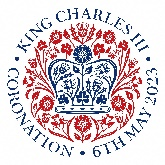 • KING CHARLES III •
CORONATION • 6TH MAY 2023